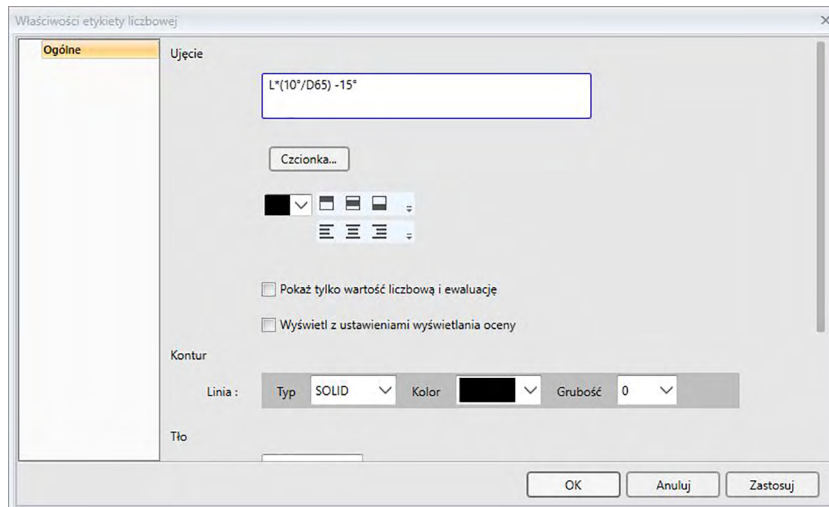 Właściwości etykiety liczbowej
Ogólne
Ujęcie
L*(10°/D65) -15°
Czcionka...
Pokaż tylko wartość liczbową i ewaluację
Wyświetl z ustawieniami wyświetlania oceny
Kontur
Linia : Typ SOLID Kolor Grubość 0
Tło
OK Anuluj Zastosuj